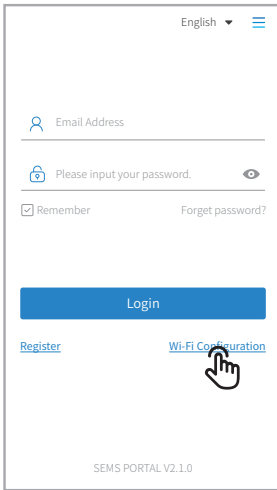 English
Email Address
Please input your password.
Remember Forget password?
Login
Register Wi-Fi Configuration
SEMS PORTAL V2.1.0